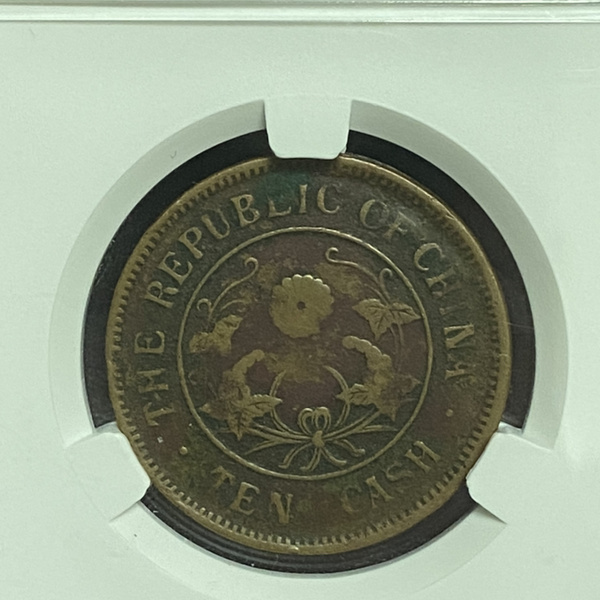 THE REPUBLIC OF CHINA
TEN CASH